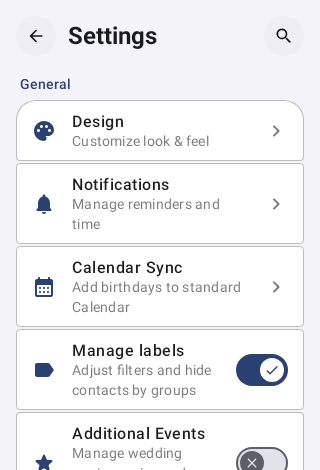 Settings
General
Design
Customize look & feel
Notifications
Manage reminders and
time
Calendar Sync
Add birthdays to standard
Calendar
Manage labels
Adjust filters and hide
contacts by groups
Additional Events
Manage wedding